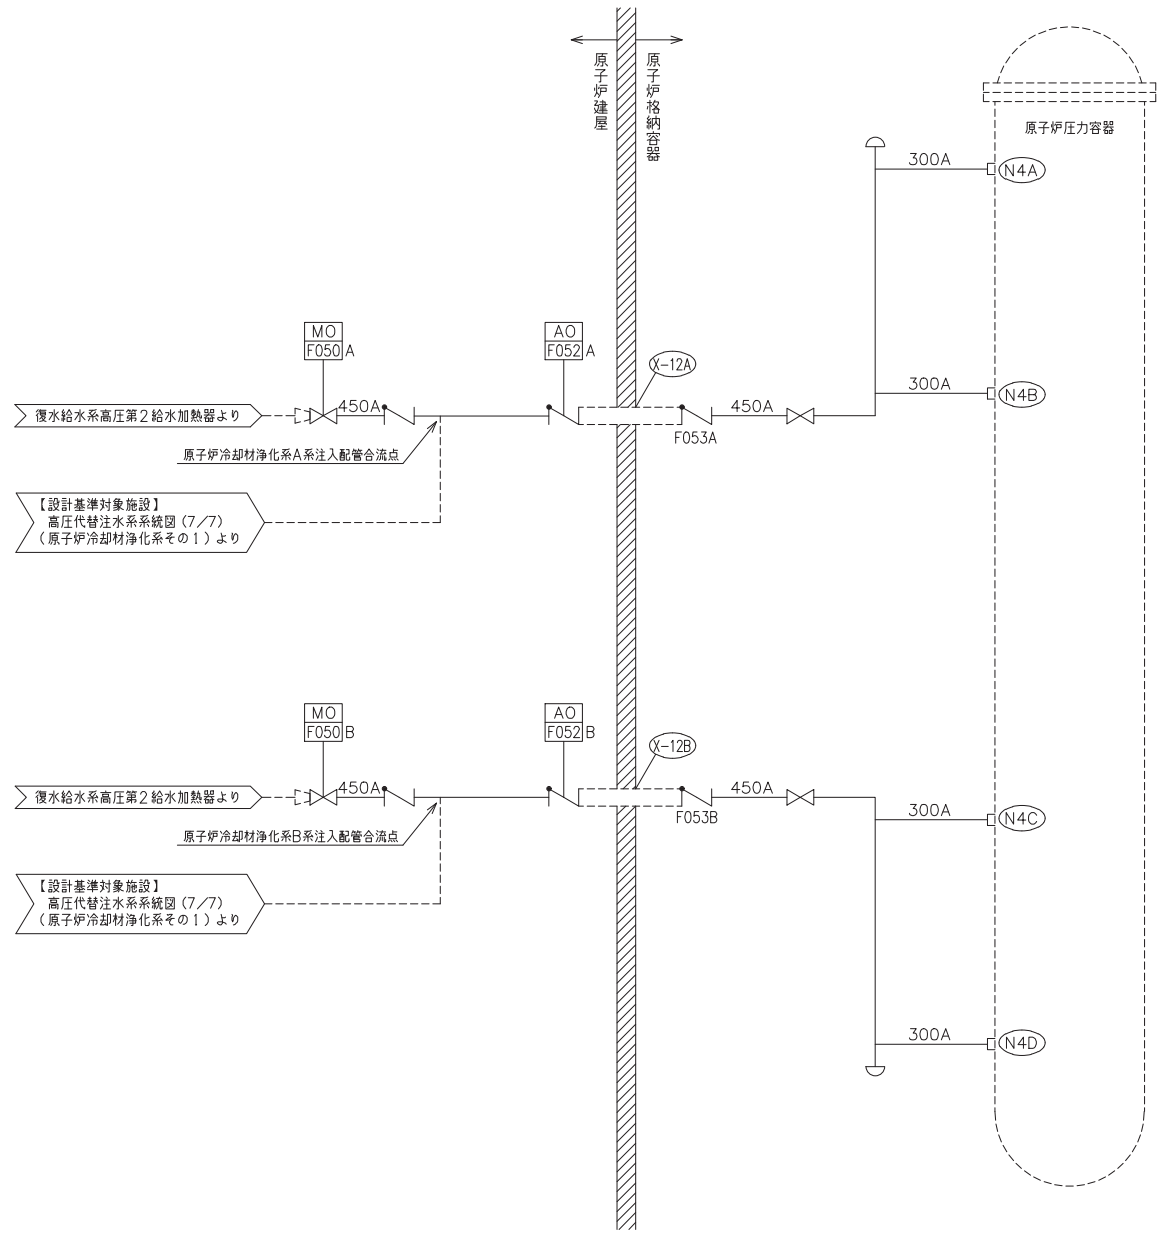 原子炉建屋
原子炉格納容器
原子炉圧力容器
300A
N4A
MO
F050 A
AO
F052 A
X-12A
300A
N4B
復水給水系高圧第2給水加熱器より
450A
450A
F053A
原子炉冷却材浄化系A系注入配管合流点
【設計基準対象施設】
高圧代替注水系系統図(7/7)
(原子炉冷却材浄化系その1)より
MO
F050 B
AO
F052 B
X-12B
復水給水系高圧第2給水加熱器より
450A
450A
F053B
300A
N4C
原子炉冷却材浄化系B系注入配管合流点
【設計基準対象施設】
高圧代替注水系系統図(7/7)
(原子炉冷却材浄化系その1)より
300A
N4D